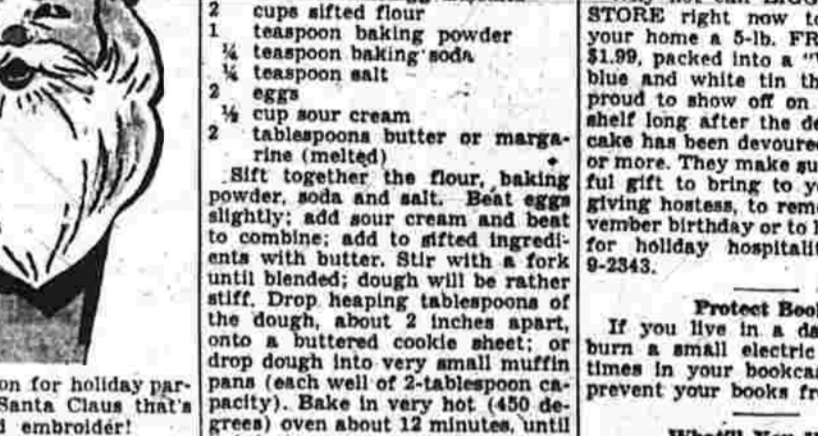 on for holiday par-
Santa Claus that's
embroider!
2 cups sifted flour
1 teaspoon baking powder
¼ teaspoon baking soda
¼ teaspoon salt
2 eggs
½ cup sour cream
2 tablespoons butter or marga-
rine (melted)
Sift together the flour, baking
powder, soda and salt. Beat eggs
slightly; add sour cream and beat
to combine; add to sifted ingredi-
ents with butter. Stir with a fork
until blended; dough will be rather
stiff. Drop heaping tablespoons of
the dough, about 2 inches apart,
onto a buttered cookie sheet; or
drop dough into very small muffin
pans (each well of 2-tablespoon ca-
pacity). Bake in very hot (450 de-
grees) oven about 12 minutes, until
STORE right now to
your home a 5-lb. FR
$1.99, packed into a "
blue and white tin th
proud to show off on
shelf long after the de
cake has been devoured
or more. They make su
ful gift to bring to y
giving hostess, to rem
vember birthday or to
for holiday hospitalit
9-2343.
Protect Boo
If you live in a da
burn a small electric
times in your bookca
prevent your books fr